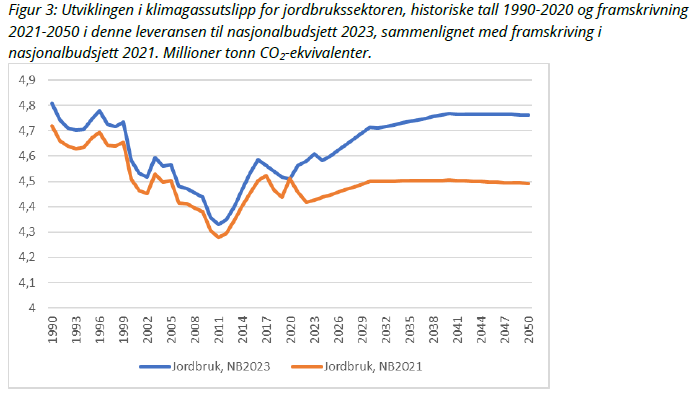 Figur 3: Utviklingen i klimagassutslipp for jordbrukssektoren, historiske tall 1990-2020 og framskrivning
2021-2050 i denne leveransen til nasjonalbudsjett 2023, sammenlignet med framskriving i
nasjonalbudsjett 2021. Millioner tonn CO₂-ekvivalenter.
4,9
4,8
4,7
4,6
4,5
4,4
4,3
4,2
4,1
4
1990 1993 1996 1999 2002 2005 2008 2011 2014 2017 2020 2023 2026 2029 2032 2035 2038 2041 2044 2047 2050
Jordbruk, NB2023 Jordbruk, NB2021